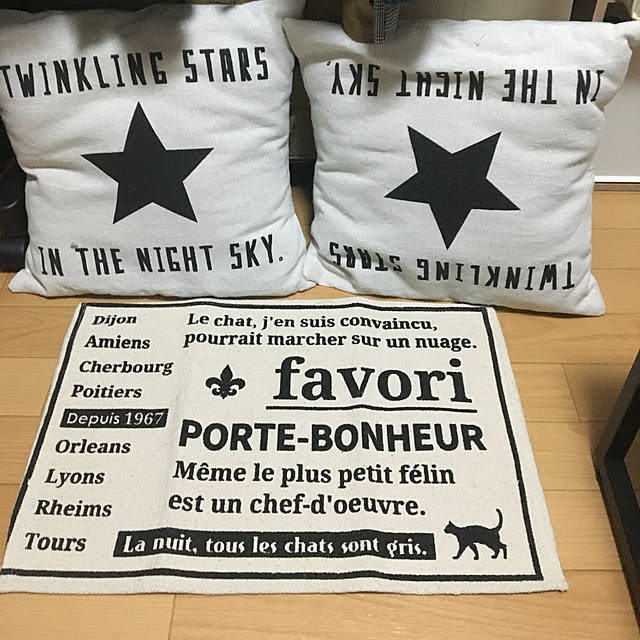 TWINKLING STARS
IN THE NIGHT SKY.
TWINKLING STARS
IN THE NIGHT SKY.
Dijon
Amiens
Cherbourg
Poitiers
Depuis 1967
Orleans
Lyons
Rheims
Tours
Le chat, j'en suis convaincu,
pourrait marcher sur un nuage.
favori
PORTE-BONHEUR
Même le plus petit félin
est un chef-d'oeuvre.
La nuit, tous les chats sont gris.